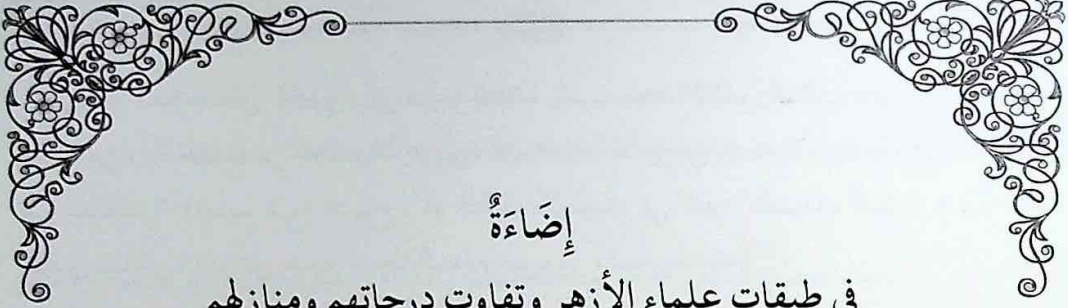 إِضَاءَةٌ
في طبقات علماء الأزهر وتفاوت درجاتهم ومنازلهم